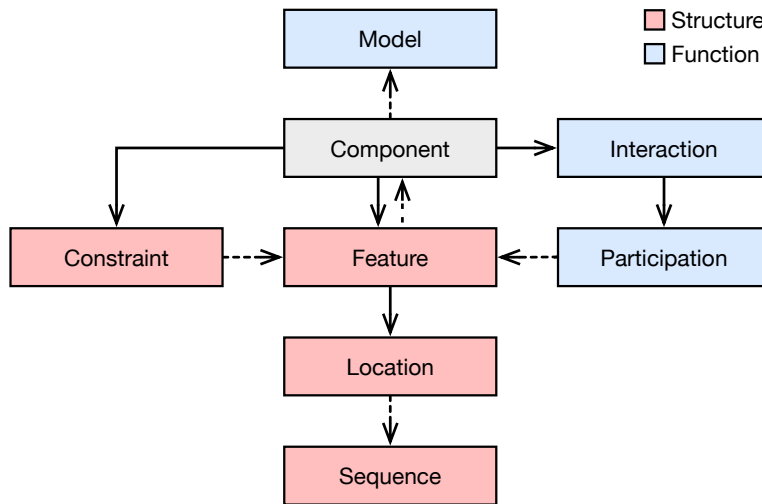 Structure
Function
Model
Component
Interaction
Constraint
Feature
Participation
Location
Sequence